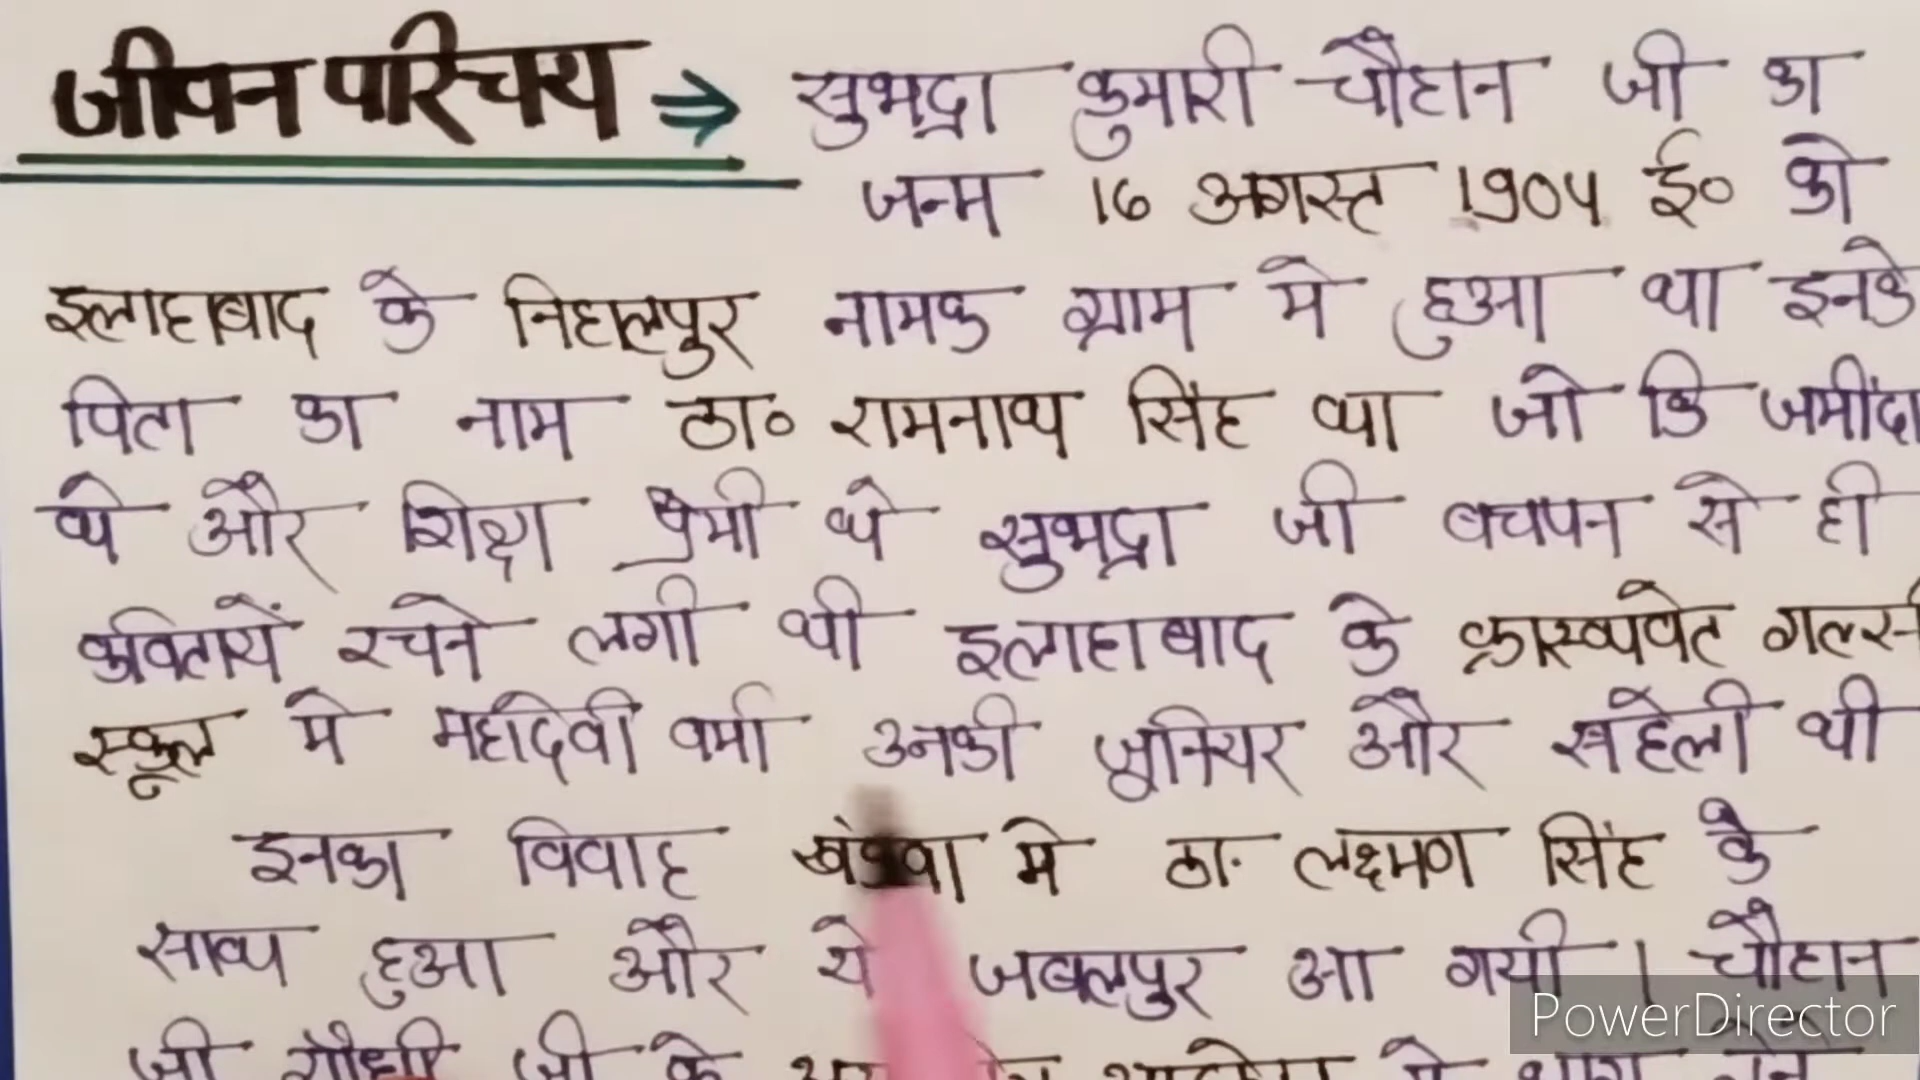 जीवन परिचय ⇒ सुभद्रा कुमारी चौहान जी का
जन्म 16 अगस्त 1904 ई० को
इलाहाबाद के निहालपुर नामक ग्राम मे हुआ था इनके
पिता का नाम ठा० रामनाथ सिंह था जो कि जमींदा
थे और शिक्षा प्रेमी थे सुभद्रा जी बचपन से ही
कवितायें रचने लगी थी इलाहाबाद के क्रास्थवेट गर्ल्स
स्कूल मे महादेवी वर्मा उनकी जूनियर और सहेली थी
इनका विवाह खंडवा मे ठा. लक्ष्मण सिंह के
साथ हुआ और ये जबलपुर आ गयी । चौहान
जी गाँधी जी के मे भाग लेने
PowerDirector